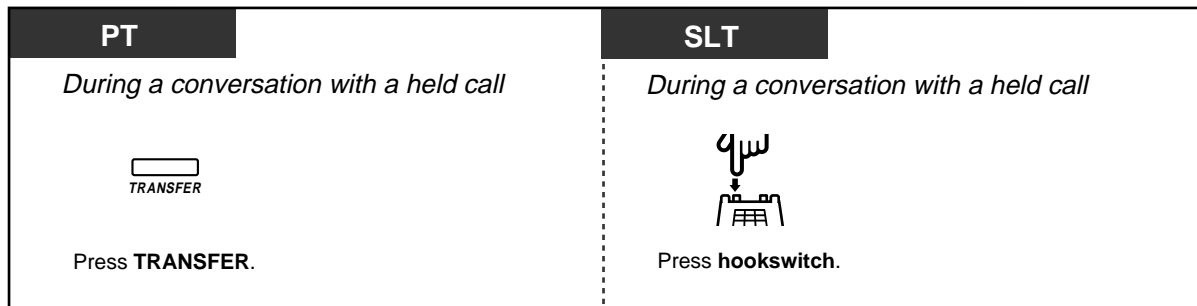 PT
During a conversation with a held call
TRANSFER
Press TRANSFER.
SLT
During a conversation with a held call
Press hookswitch.